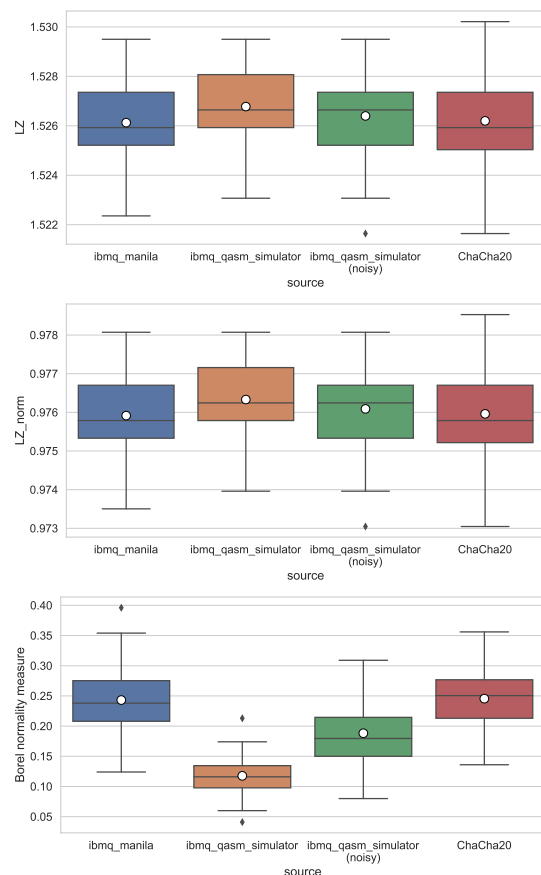 1.530
1.528
1.526
1.524
1.522
LZ
ibmq_manila ibmq_qasm_simulator ibmq_qasm_simulator ChaCha20
(noisy)
source
0.978
0.977
0.976
0.975
0.974
0.973
LZ_norm
ibmq_manila ibmq_qasm_simulator ibmq_qasm_simulator ChaCha20
(noisy)
source
0.40
0.35
0.30
0.25
0.20
0.15
0.10
0.05
Borel normality measure
ibmq_manila ibmq_qasm_simulator ibmq_qasm_simulator ChaCha20
(noisy)
source